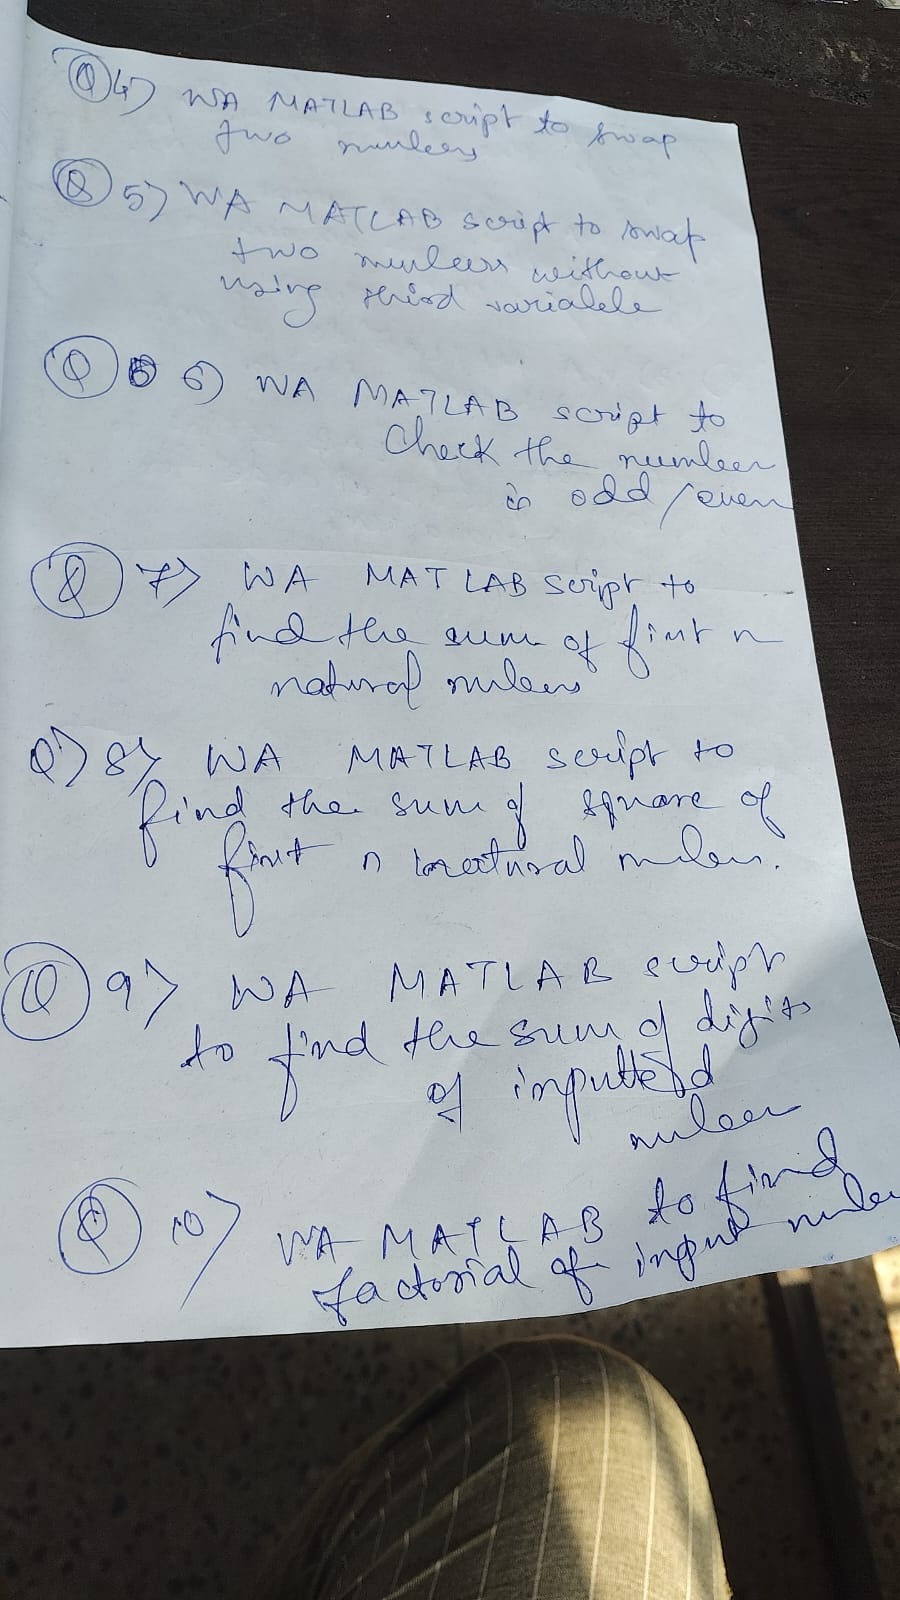 Q 4) WA MATLAB script to swap
two numbers
Q 5) WA MATLAB script to swap
two numbers without
using third variable
Q 6) WA MATLAB script to
Check the number
is odd/even
Q 7) WA MATLAB script to
find the sum of first n
natural numbers
Q) 8) WA MATLAB script to
find the sum of square of
first n natural numbers.
Q 9) WA MATLAB script
to find the sum of digits
of inputted
number
Q 10) WA MATLAB to find
factorial of input number